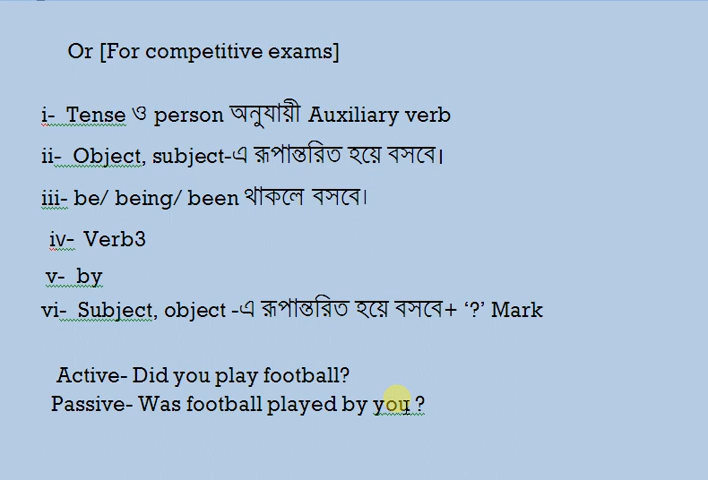 Or [For competitive exams]
i- Tense ও person অনুযায়ী Auxiliary verb
ii- Object, subject-এ রূপান্তরিত হয়ে বসবে।
iii- be/ being/ been থাকলে বসবে।
iv- Verb3
v- by
vi- Subject, object -এ রূপান্তরিত হয়ে বসবে+ ‘?’ Mark
Active- Did you play football?
Passive- Was football played by you ?